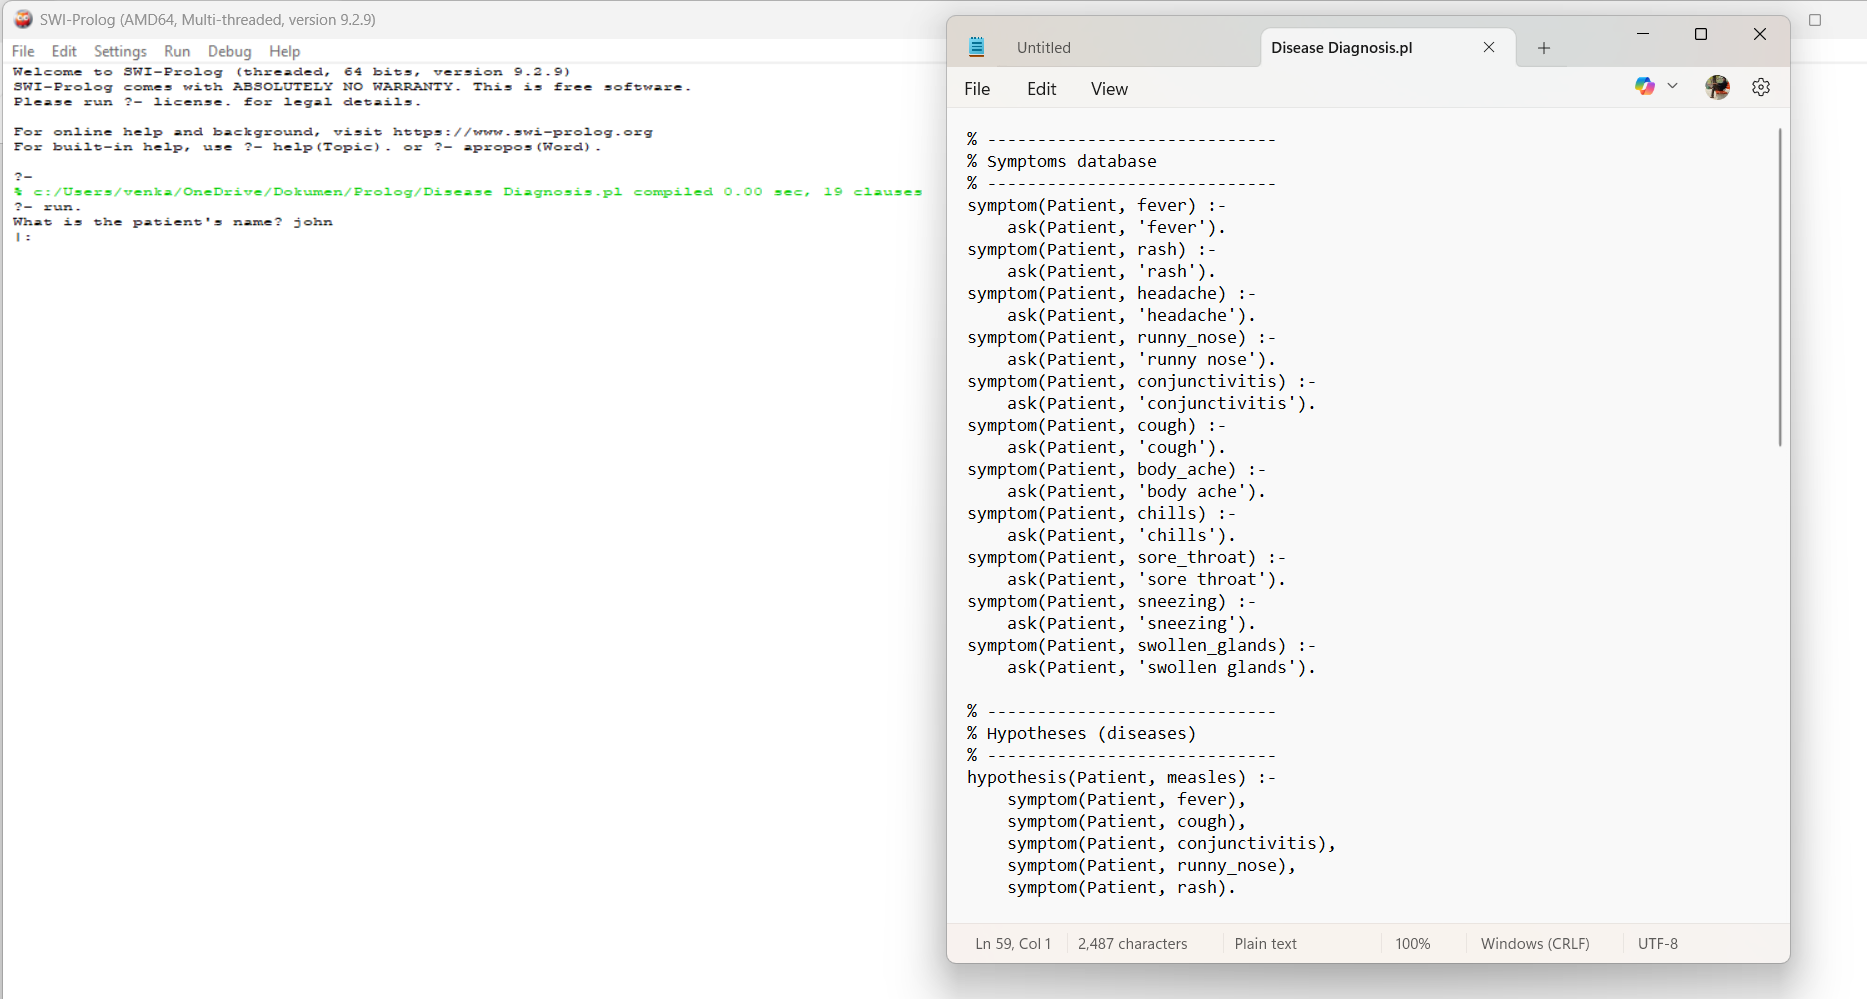 SWI-Prolog (AMD64, Multi-threaded, version 9.2.9)
File Edit Settings Run Debug Help
Welcome to SWI-Prolog (threaded, 64 bits, version 9.2.9)
SWI-Prolog comes with ABSOLUTELY NO WARRANTY. This is free software.
Please run ?- license. for legal details.

For online help and background, visit https://www.swi-prolog.org
For built-in help, use ?- help(Topic). or ?- apropos(Word).

?-
% c:/Users/venka/OneDrive/Dokumen/Prolog/Disease Diagnosis.pl compiled 0.00 sec, 19 clauses
?- run.
What is the patient's name? john
|:
Untitled
Disease Diagnosis.pl
File Edit View
% -----------------------------
% Symptoms database
% -----------------------------
symptom(Patient, fever) :-
    ask(Patient, 'fever').
symptom(Patient, rash) :-
    ask(Patient, 'rash').
symptom(Patient, headache) :-
    ask(Patient, 'headache').
symptom(Patient, runny_nose) :-
    ask(Patient, 'runny nose').
symptom(Patient, conjunctivitis) :-
    ask(Patient, 'conjunctivitis').
symptom(Patient, cough) :-
    ask(Patient, 'cough').
symptom(Patient, body_ache) :-
    ask(Patient, 'body ache').
symptom(Patient, chills) :-
    ask(Patient, 'chills').
symptom(Patient, sore_throat) :-
    ask(Patient, 'sore throat').
symptom(Patient, sneezing) :-
    ask(Patient, 'sneezing').
symptom(Patient, swollen_glands) :-
    ask(Patient, 'swollen glands').

% -----------------------------
% Hypotheses (diseases)
% -----------------------------
hypothesis(Patient, measles) :-
    symptom(Patient, fever),
    symptom(Patient, cough),
    symptom(Patient, conjunctivitis),
    symptom(Patient, runny_nose),
    symptom(Patient, rash).
Ln 59, Col 1 2,487 characters Plain text 100% Windows (CRLF) UTF-8